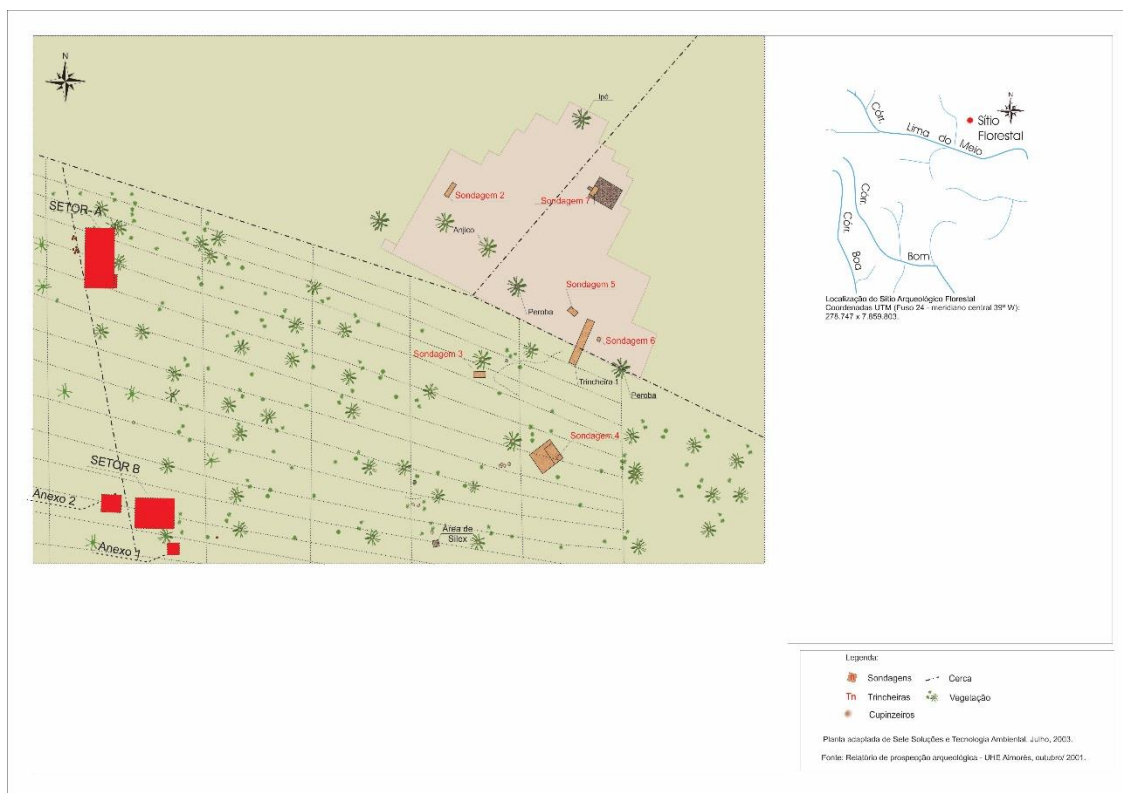 N
Ipê
Sondagem 2
Sondagem 7
Anjico
SETOR-A
Sondagem 5
Peroba
Sondagem 6
Sondagem 3
Trincheira 1
Peroba
Sondagem 4
SETOR B
Anexo 2
Área de
Sílex
Anexo 1
N
Córr.
Lima do Meio
Sítio
Florestal
Córr.
Córr.
Boa
Bom
Localização do Sítio Arqueológico Florestal
Coordenadas UTM (Fuso 24 - meridiano central 39º W):
278.747 x 7.859.803.
Legenda:
Sondagens
Cerca
Tn Trincheiras
Vegetação
Cupinzeiros
Planta adaptada de Sete Soluções e Tecnologia Ambiental. Julho, 2003.
Fonte: Relatório de prospecção arqueológica - UHE Aimorés, outubro/ 2001.